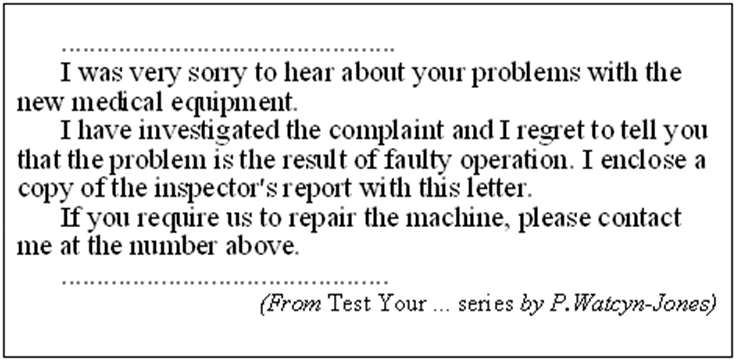 ................................................
I was very sorry to hear about your problems with the
new medical equipment.
I have investigated the complaint and I regret to tell you
that the problem is the result of faulty operation. I enclose a
copy of the inspector's report with this letter.
If you require us to repair the machine, please contact
me at the number above.
...............................................
(From Test Your ... series by P.Watcyn-Jones)